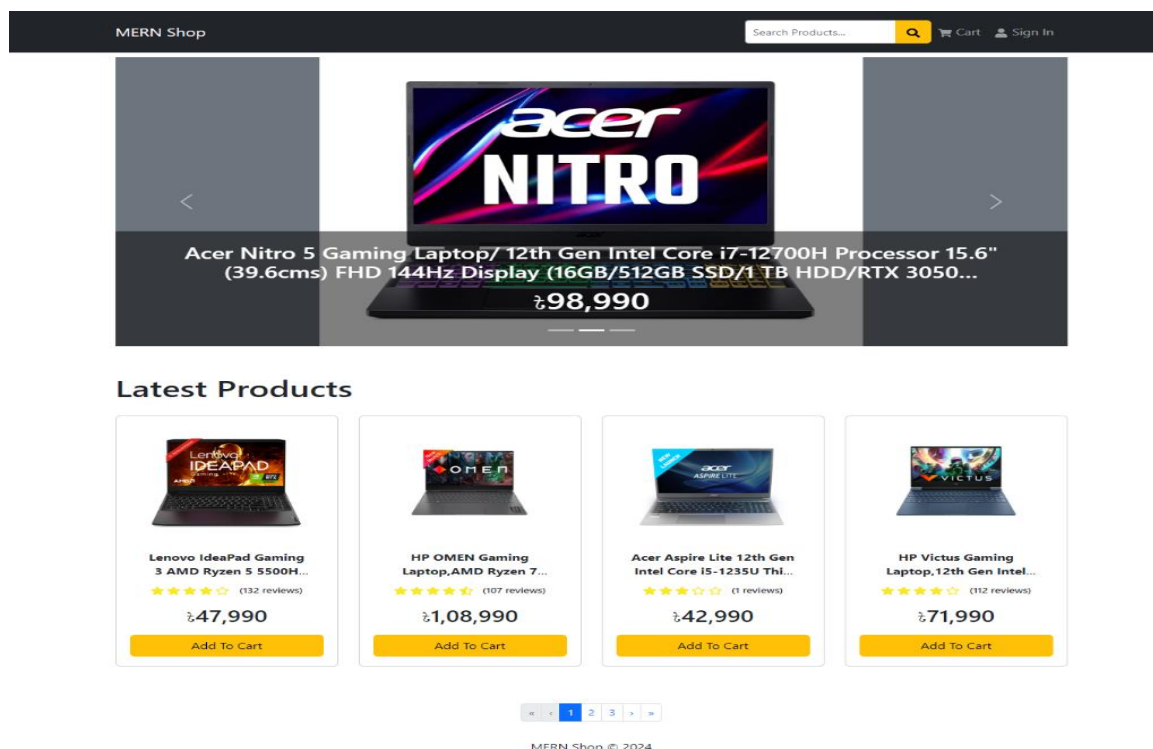 MERN Shop
Search Products...
Cart
Sign In
acer
NITRO
Acer Nitro 5 Gaming Laptop/ 12th Gen Intel Core i7-12700H Processor 15.6"
(39.6cms) FHD 144Hz Display (16GB/512GB SSD/1 TB HDD/RTX 3050...
৳98,990
Latest Products
Lenovo
IDEAPAD
Lenovo IdeaPad Gaming
3 AMD Ryzen 5 5500H...
(132 reviews)
৳47,990
Add To Cart
OMEN
HP OMEN Gaming
Laptop,AMD Ryzen 7...
(107 reviews)
৳1,08,990
Add To Cart
NEW
LAUNCH
acer
ASPIRE LITE
Acer Aspire Lite 12th Gen
Intel Core i5-1235U Thi...
(1 reviews)
৳42,990
Add To Cart
VICTUS
HP Victus Gaming
Laptop,12th Gen Intel...
(112 reviews)
৳71,990
Add To Cart
« ‹ 1 2 3 › »
MERN Shop © 2024